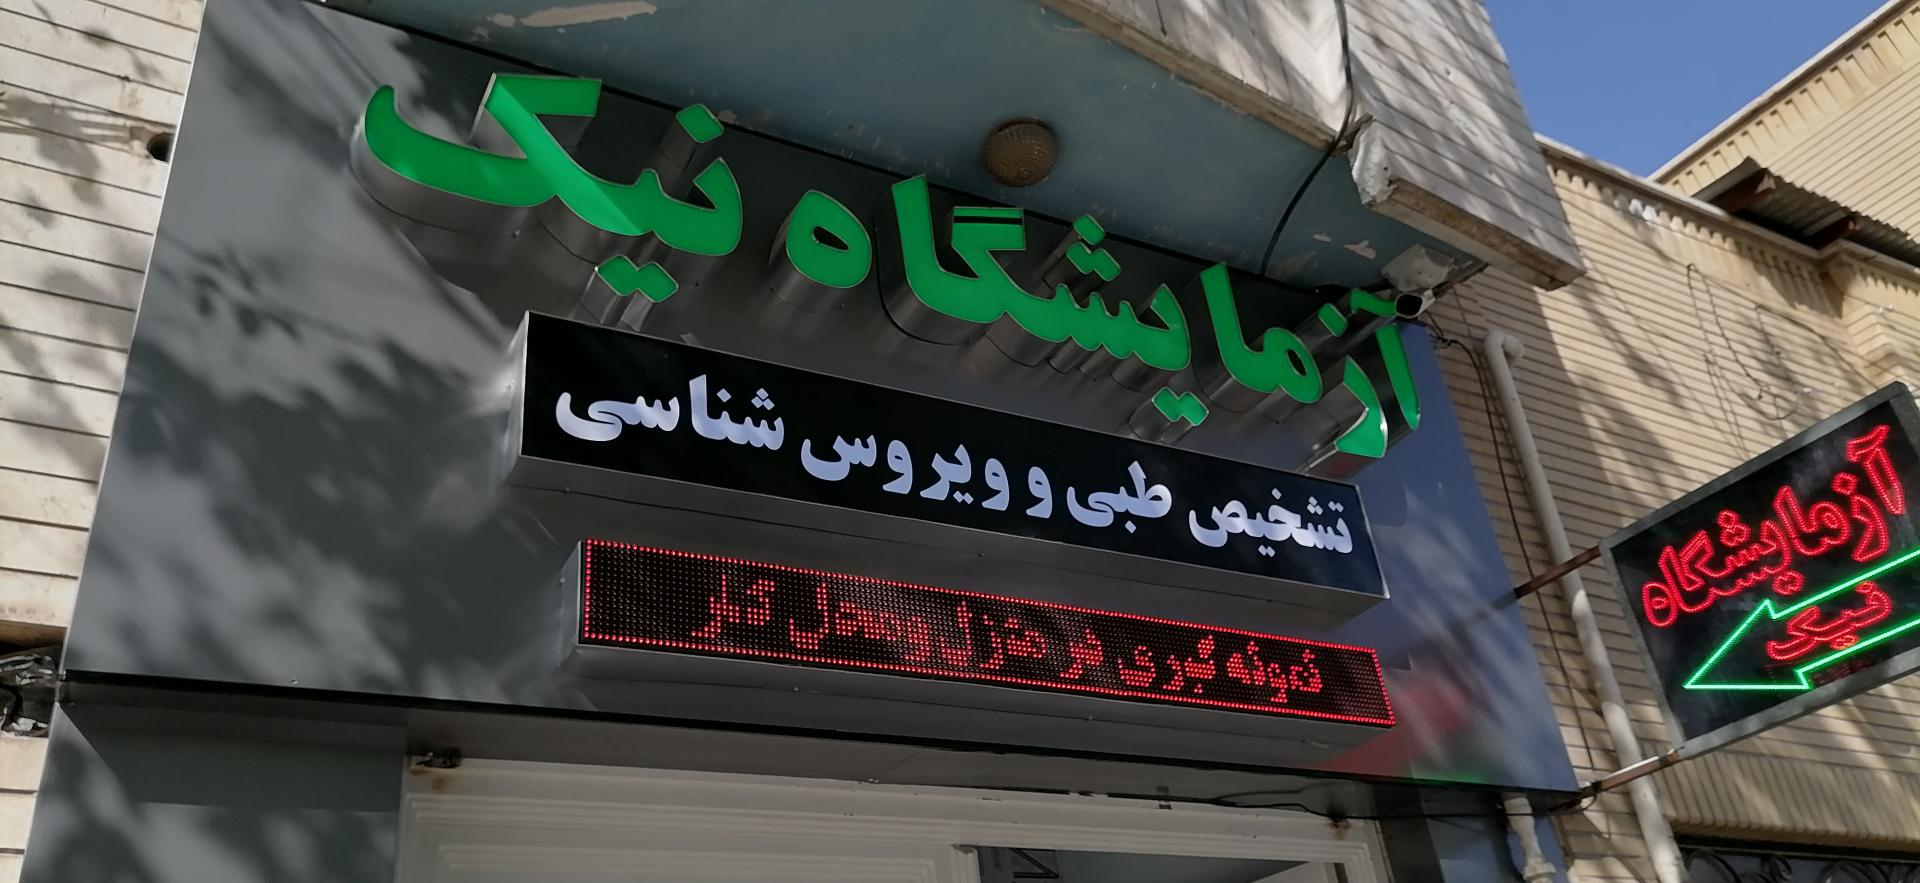 آزمایشگاه نیک
تشخیص طبی و ویروس شناسی
نمونه گیری در منزل و محل کار
آزمایشگاه
نیک